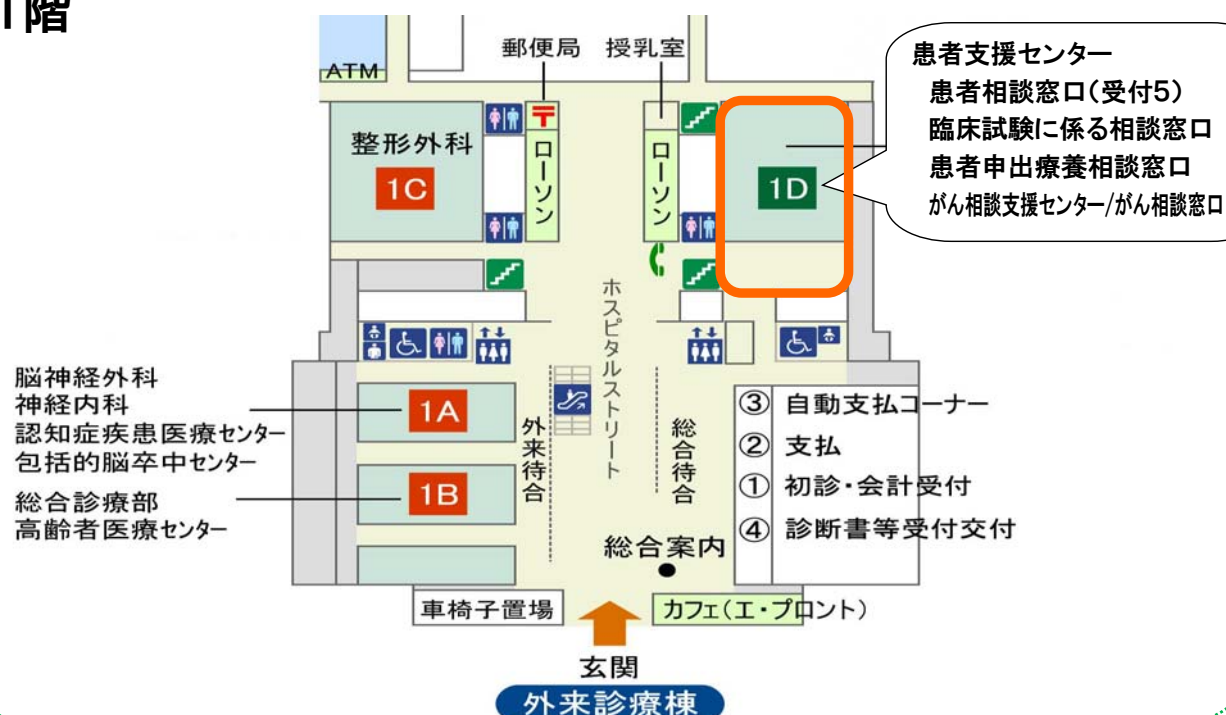 1階
郵便局
授乳室
ATM
患者支援センター
患者相談窓口(受付5)
臨床試験に係る相談窓口
患者申出療養相談窓口
がん相談支援センター/がん相談窓口
整形外科
1C
〒
ローソン
ローソン
1D
ホスピタルストリート
脳神経外科
神経内科
認知症疾患医療センター
包括的脳卒中センター
1A
総合診療部
高齢者医療センター
1B
外来待合
総合待合
③ 自動支払コーナー
② 支払
① 初診・会計受付
④ 診断書等受付交付
総合案内
車椅子置場
カフェ(エ・プロント)
玄関
外来診療棟